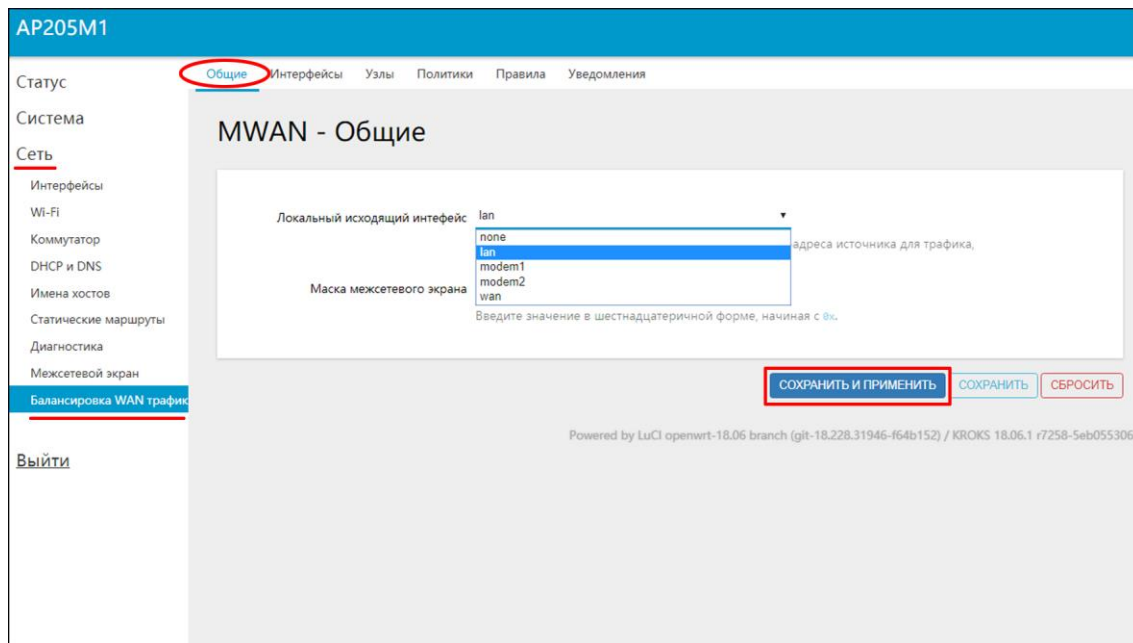 AP205M1
Статус
Система
Сеть
Интерфейсы
Wi-Fi
Коммутатор
DHCP и DNS
Имена хостов
Статические маршруты
Диагностика
Межсетевой экран
Балансировка WAN трафик
Выйти
Общие Интерфейсы Узлы Политики Правила Уведомления
MWAN - Общие
Локальный исходящий интефейс lan
none
lan
modem1
modem2
wan
адреса источника для трафика,
Маска межсетевого экрана
Введите значение в шестнадцатеричной форме, начиная с 0x.
СОХРАНИТЬ И ПРИМЕНИТЬ СОХРАНИТЬ СБРОСИТЬ
Powered by LuCI openwrt-18.06 branch (git-18.228.31946-f64b152) / KROKS 18.06.1 r7258-5eb055306